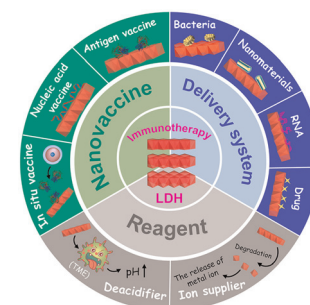 Antigen vaccine
Bacteria
Nanomaterials
RNA
Drug
Nucleic acid
vaccine
In situ vaccine
Nanovaccine
Delivery system
Immunotherapy
LDH
Reagent
(TME)
pH↑
Deacidifier
Degradation
The release of
metal ion
Ion supplier